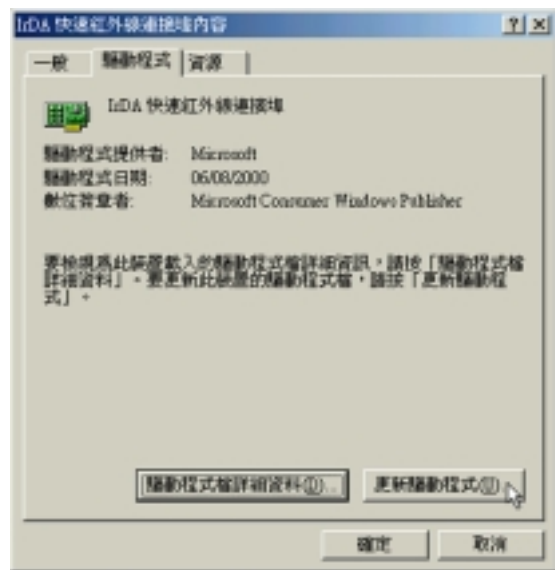 IrDA 快速紅外線連接埠內容
一般 驅動程式 資源
IrDA 快速紅外線連接埠
驅動程式提供者: Microsoft
驅動程式日期: 06/08/2000
數位簽章者: Microsoft Consumer Windows Publisher
要檢視為此裝置載入的驅動程式檔詳細資訊，請按「驅動程式檔
詳細資料」。要更新此裝置的驅動程式檔，請按「更新驅動程
式」。
驅動程式檔詳細資料(D)... 更新驅動程式(U)...
確定 取消